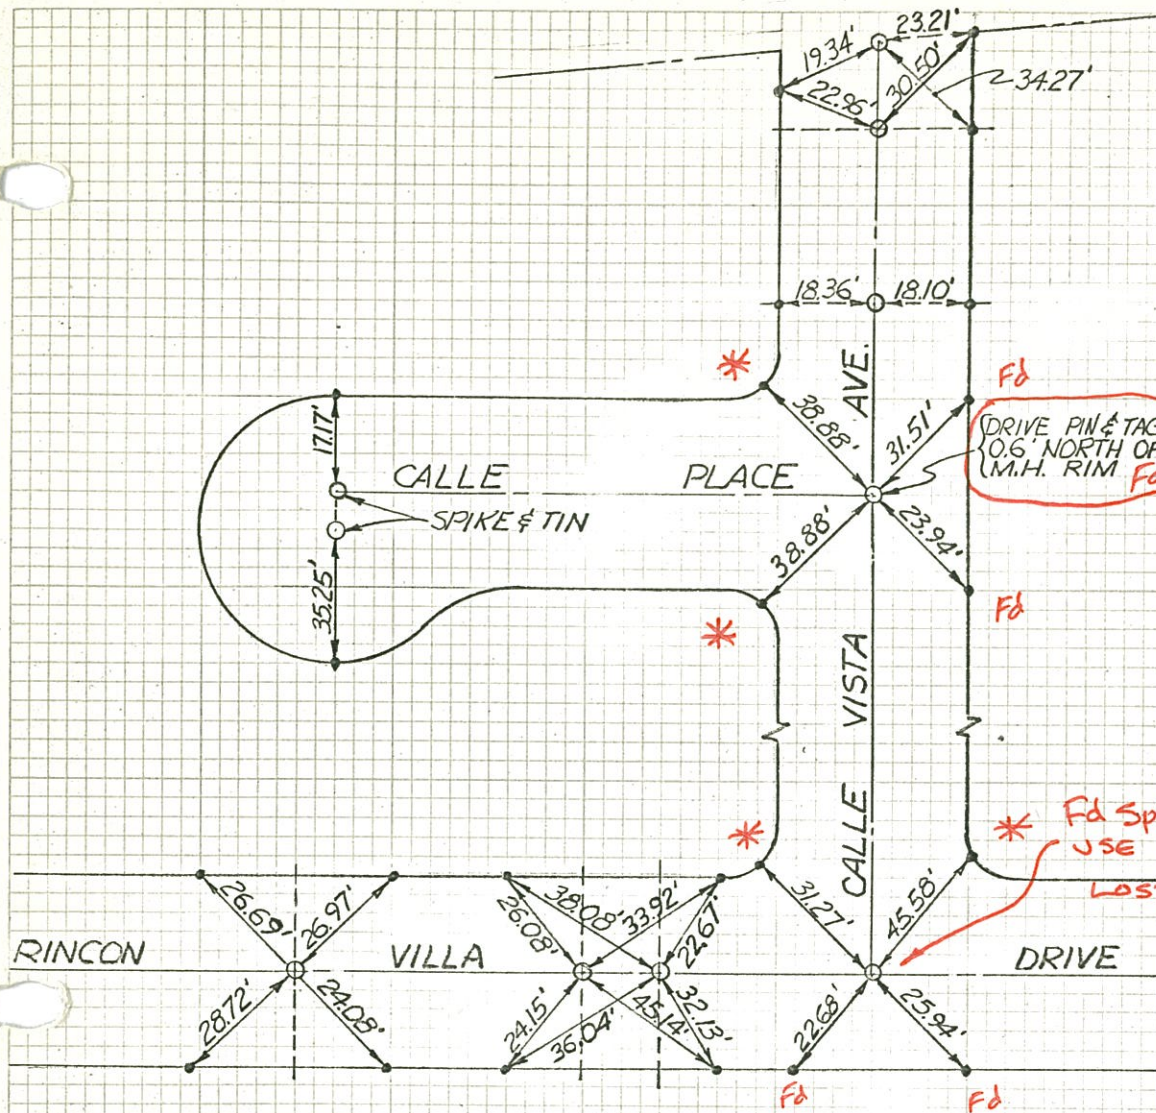 23.21'
19.34'
30.50'
34.27'
22.96'
18.36'
18.10'
AVE.
Fd
38.88'
31.51'
17.17'
DRIVE PIN & TAG
0.6' NORTH OF
M.H. RIM
CALLE PLACE
SPIKE & TIN
38.88'
23.94'
35.25'
Fd
VISTA
CALLE
Fd Sp
USE
LOST
26.69'
26.97'
26.08'
38.08'
33.92'
22.67'
31.27'
45.58'
RINCON VILLA DRIVE
28.72'
24.08'
24.15'
36.04'
45.14'
32.13'
22.68'
25.94'
Fd
Fd